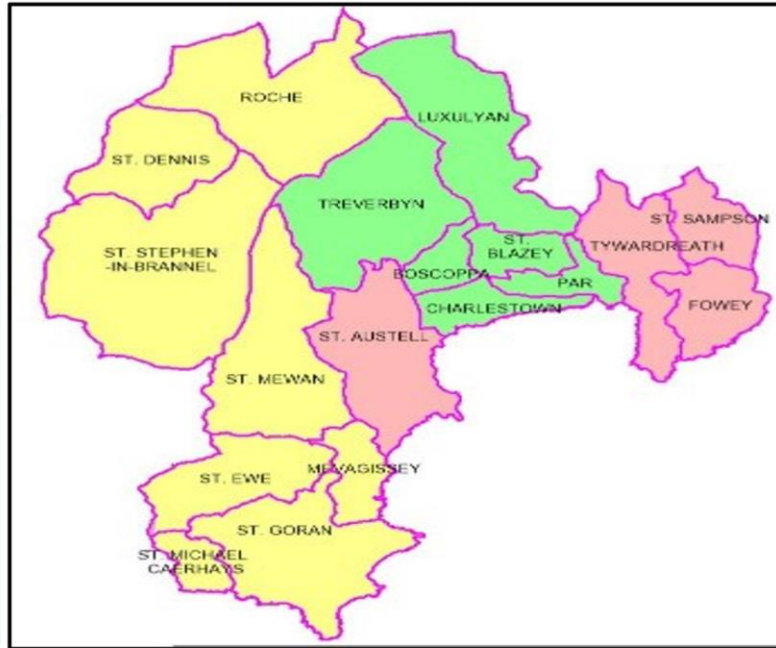 ROCHE
LUXULYAN
ST. DENNIS
TREVERBYN
ST. SAMPSON
ST. STEPHEN
-IN-BRANNEL
ST.
BLAZEY
TYWARDREATH
BOSCOPPA
PAR
CHARLESTOWN
FOWEY
ST. AUSTELL
ST. MEWAN
MEVAGISSEY
ST. EWE
ST. GORAN
ST. MICHAEL
CAERHAYS